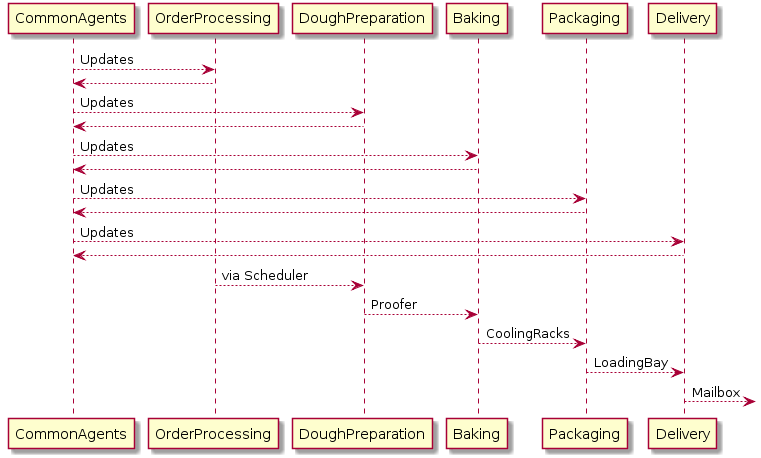 CommonAgents OrderProcessing DoughPreparation Baking Packaging Delivery
Updates
Updates
Updates
Updates
Updates
via Scheduler
Proofer
CoolingRacks
LoadingBay
Mailbox
CommonAgents OrderProcessing DoughPreparation Baking Packaging Delivery